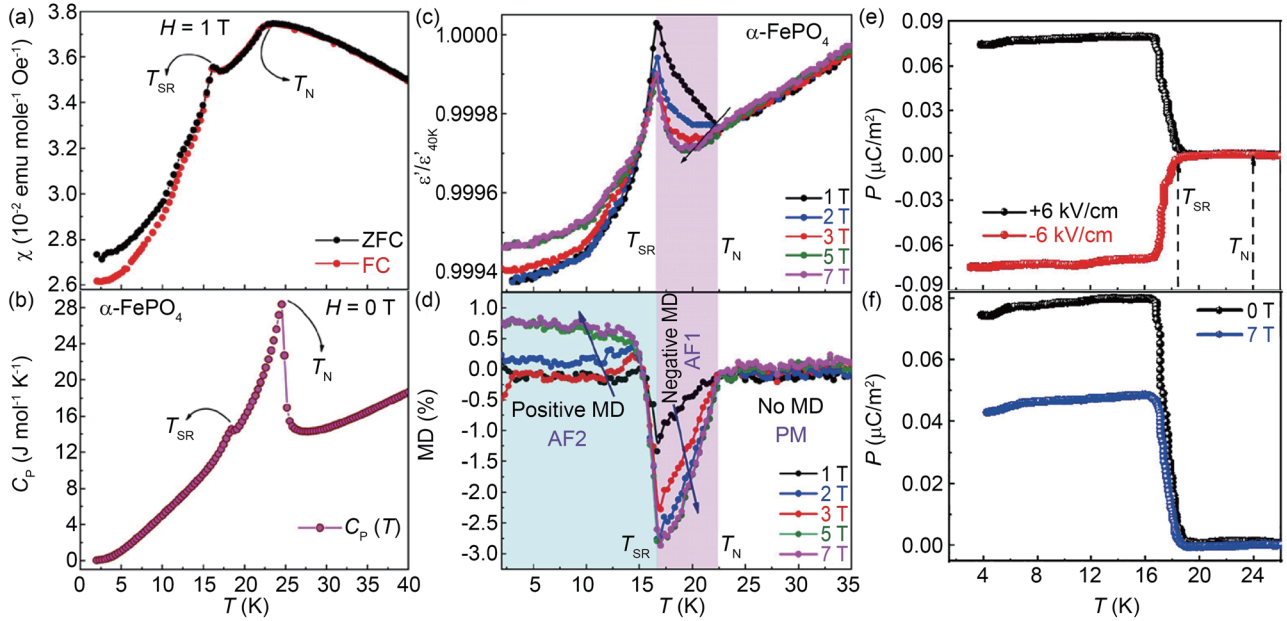 (a)
H = 1 T
T_SR
T_N
ZFC
FC
χ (10⁻² emu mole⁻¹ Oe⁻¹)
3.8
3.6
3.4
3.2
3.0
2.8
2.6
(b)
α-FePO₄
H = 0 T
T_N
T_SR
C_P (T)
C_P (J mol⁻¹ K⁻¹)
28
24
20
16
12
8
4
0
0 5 10 15 20 25 30 35 40
T (K)
(c)
α-FePO₄
1.0000
0.9998
0.9996
0.9994
ε'/ε'40K
T_SR
T_N
1 T
2 T
3 T
5 T
7 T
(d)
1.0
0.5
0.0
-0.5
-1.0
-1.5
-2.0
-2.5
-3.0
MD (%)
Positive MD
AF2
Negative MD
AF1
No MD
PM
T_SR
T_N
1 T
2 T
3 T
5 T
7 T
5 10 15 20 25 30 35
T (K)
(e)
0.09
0.06
0.03
0.00
-0.03
-0.06
-0.09
P (μC/m²)
+6 kV/cm
-6 kV/cm
T_SR
T_N
(f)
0 T
7 T
0.08
0.06
0.04
0.02
0.00
P (μC/m²)
4 8 12 16 20 24
T (K)